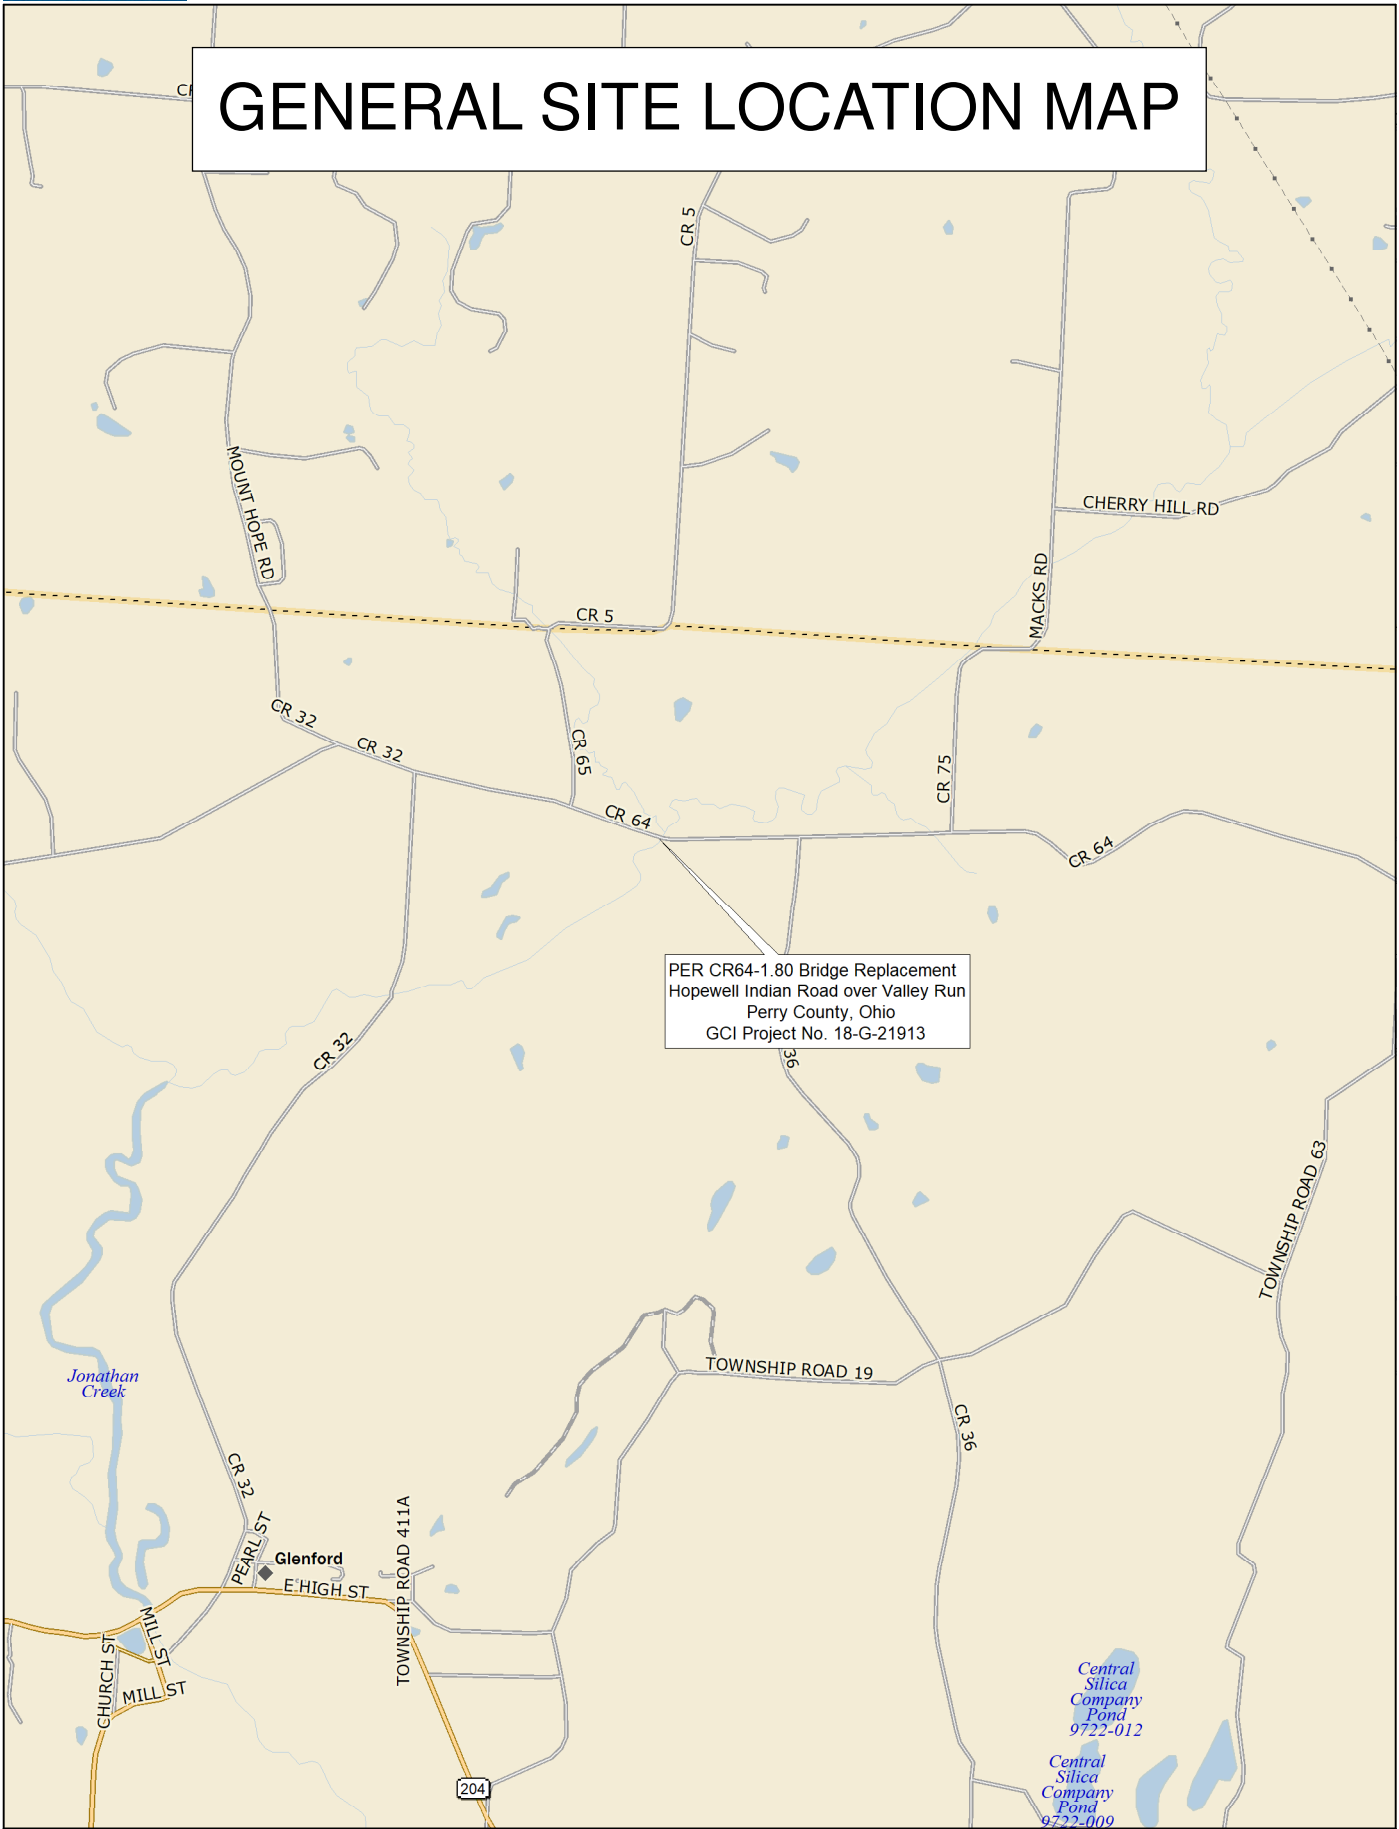 GENERAL SITE LOCATION MAP
CR 5
MOUNT HOPE RD
CHERRY HILL RD
MACKS RD
CR 5
CR 32
CR 32
CR 65
CR 75
CR 64
CR 64
PER CR64-1.80 Bridge Replacement
Hopewell Indian Road over Valley Run
Perry County, Ohio
GCI Project No. 18-G-21913
36
CR 32
TOWNSHIP ROAD 63
TOWNSHIP ROAD 19
Jonathan
Creek
CR 36
CR 32
PEARL ST
Glenford
E HIGH ST
TOWNSHIP ROAD 411A
MILL ST
CHURCH ST
MILL ST
204
Central
Silica
Company
Pond
9722-012
Central
Silica
Company
Pond
9722-009